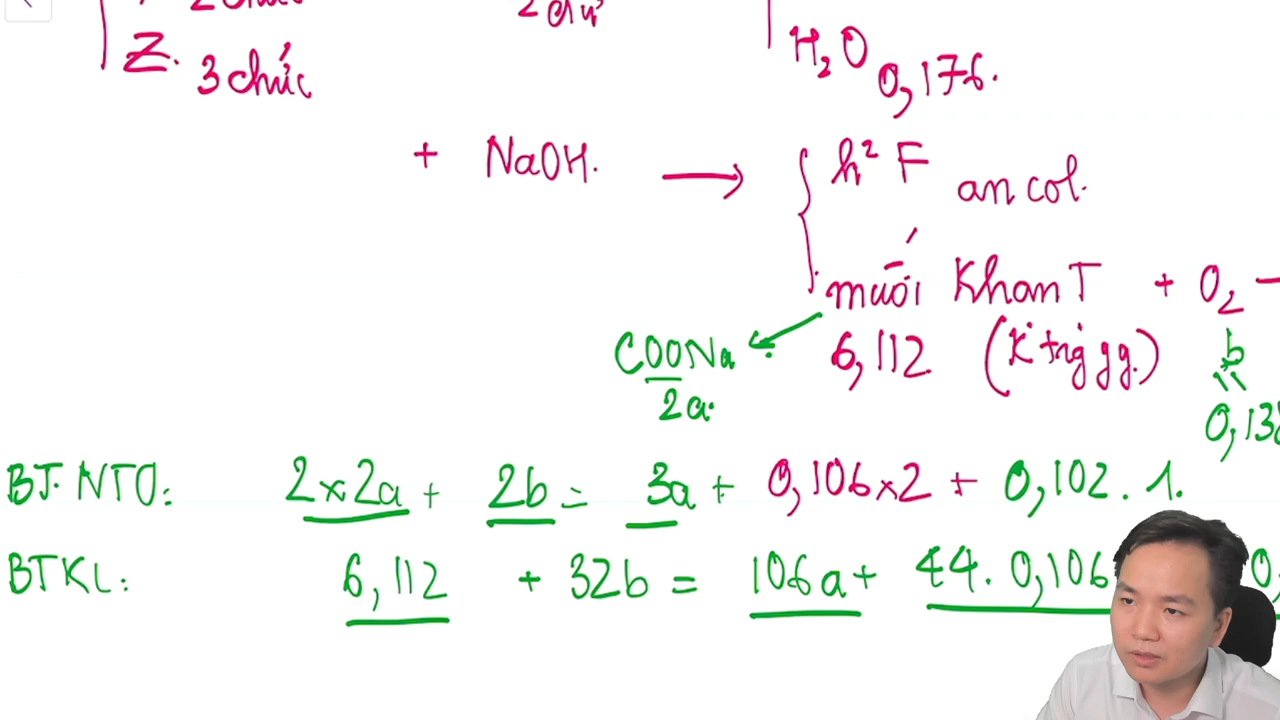 Z. 3 chức
H₂O 0,176.
+ NaOH. → h² F ancol.
muối Khan T + O₂
COONa 6,112 (K trg gg.) b
2a. 0,138
BT.NTO: 2×2a + 2b = 3a + 0,106×2 + 0,102.1.
BTKL: 6,112 + 32b = 106a + 44.0,106 0,